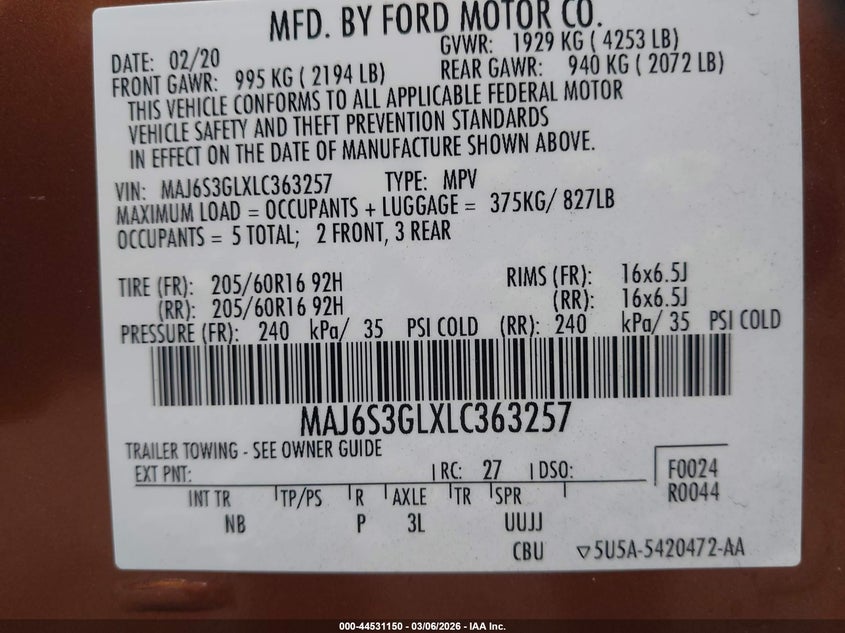 MFD. BY FORD MOTOR CO.
DATE: 02/20 GVWR: 1929 KG ( 4253 LB)
FRONT GAWR: 995 KG ( 2194 LB) REAR GAWR: 940 KG ( 2072 LB)
THIS VEHICLE CONFORMS TO ALL APPLICABLE FEDERAL MOTOR
VEHICLE SAFETY AND THEFT PREVENTION STANDARDS
IN EFFECT ON THE DATE OF MANUFACTURE SHOWN ABOVE.
VIN: MAJ6S3GLXLC363257 TYPE: MPV
MAXIMUM LOAD = OCCUPANTS + LUGGAGE = 375KG/ 827LB
OCCUPANTS = 5 TOTAL; 2 FRONT, 3 REAR
TIRE (FR): 205/60R16 92H RIMS (FR): 16x6.5J
(RR): 205/60R16 92H (RR): 16x6.5J
PRESSURE (FR): 240 kPa/ 35 PSI COLD (RR): 240 kPa/ 35 PSI COLD
MAJ6S3GLXLC363257
TRAILER TOWING - SEE OWNER GUIDE
EXT PNT: RC: 27 DSO: F0024
INT TR TP/PS R AXLE TR SPR R0044
NB P 3L UUJJ
CBU ▽5U5A-5420472-AA
000-44531150 - 03/06/2026 - IAA Inc.